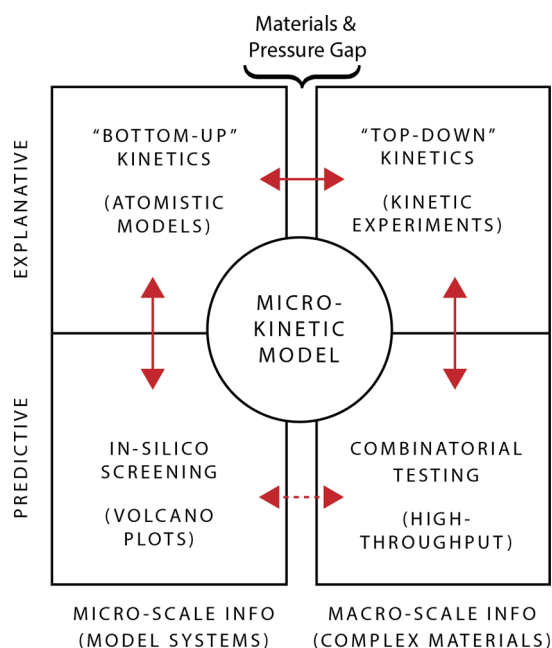 Materials &
Pressure Gap
EXPLANATIVE
“BOTTOM-UP”
KINETICS
(ATOMISTIC
MODELS)
“TOP-DOWN”
KINETICS
(KINETIC
EXPERIMENTS)
MICRO-
KINETIC
MODEL
PREDICTIVE
IN-SILICO
SCREENING
(VOLCANO
PLOTS)
COMBINATORIAL
TESTING
(HIGH-
THROUGHPUT)
MICRO-SCALE INFO
(MODEL SYSTEMS)
MACRO-SCALE INFO
(COMPLEX MATERIALS)